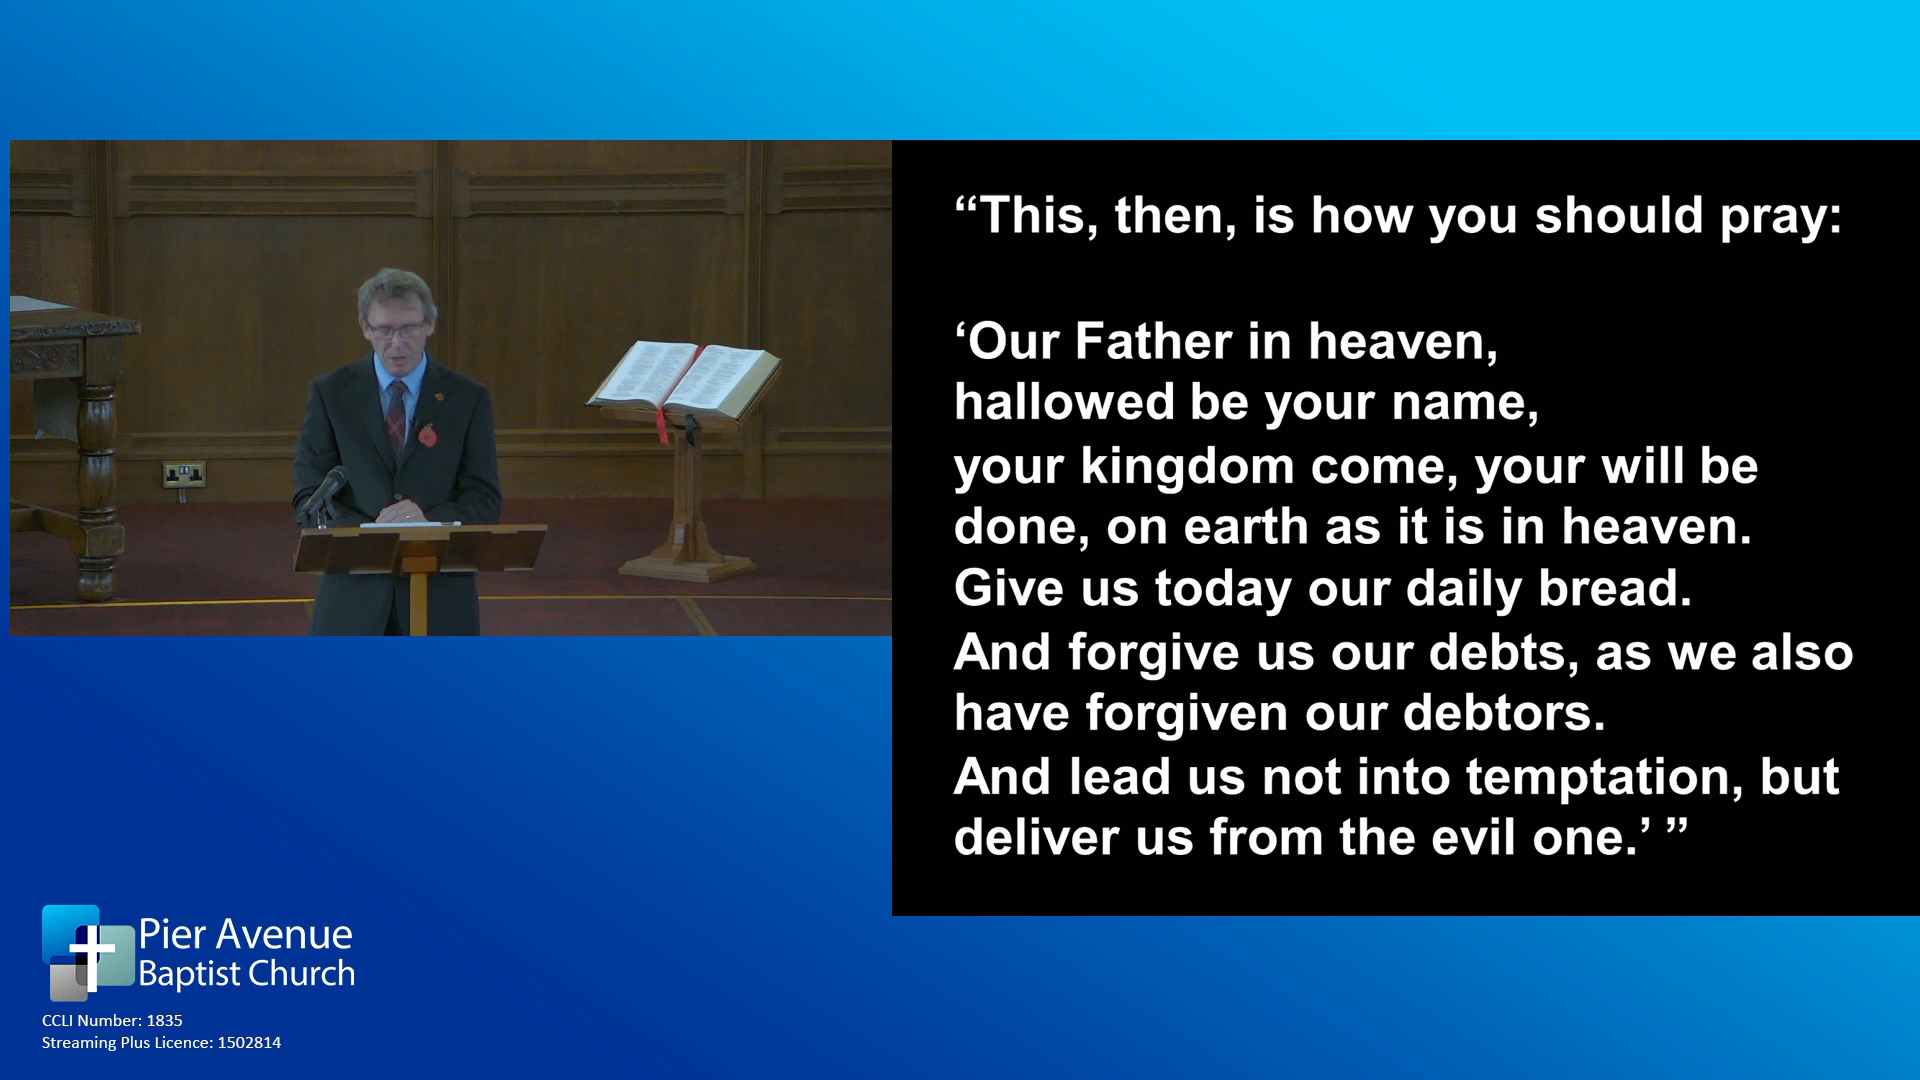 “This, then, is how you should pray:
‘Our Father in heaven,
hallowed be your name,
your kingdom come, your will be
done, on earth as it is in heaven.
Give us today our daily bread.
And forgive us our debts, as we also
have forgiven our debtors.
And lead us not into temptation, but
deliver us from the evil one.’ ”
Pier Avenue
Baptist Church
CCLI Number: 1835
Streaming Plus Licence: 1502814